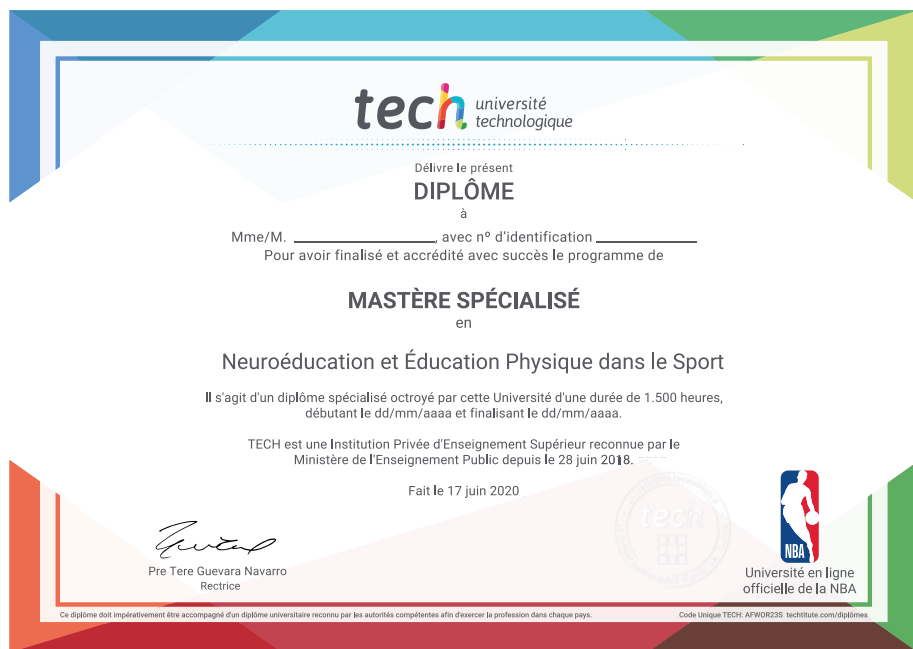 tech université
technologique
Délivre le présent
DIPLÔME
à
Mme/M. ________________, avec nº d'identification ____________
Pour avoir finalisé et accrédité avec succès le programme de
MASTÈRE SPÉCIALISÉ
en
Neuroéducation et Éducation Physique dans le Sport
Il s'agit d'un diplôme spécialisé octroyé par cette Université d'une durée de 1.500 heures,
débutant le dd/mm/aaaa et finalisant le dd/mm/aaaa.
TECH est une Institution Privée d'Enseignement Supérieur reconnue par le
Ministère de l'Enseignement Public depuis le 28 juin 2018.
Fait le 17 juin 2020
tech
Pre Tere Guevara Navarro
Rectrice
NBA
Université en ligne
officielle de la NBA
Ce diplôme doit impérativement être accompagné d'un diplôme universitaire reconnu par les autorités compétentes afin d'exercer la profession dans chaque pays.
Code Unique TECH: AFWOR23S techtitute.com/diplômes